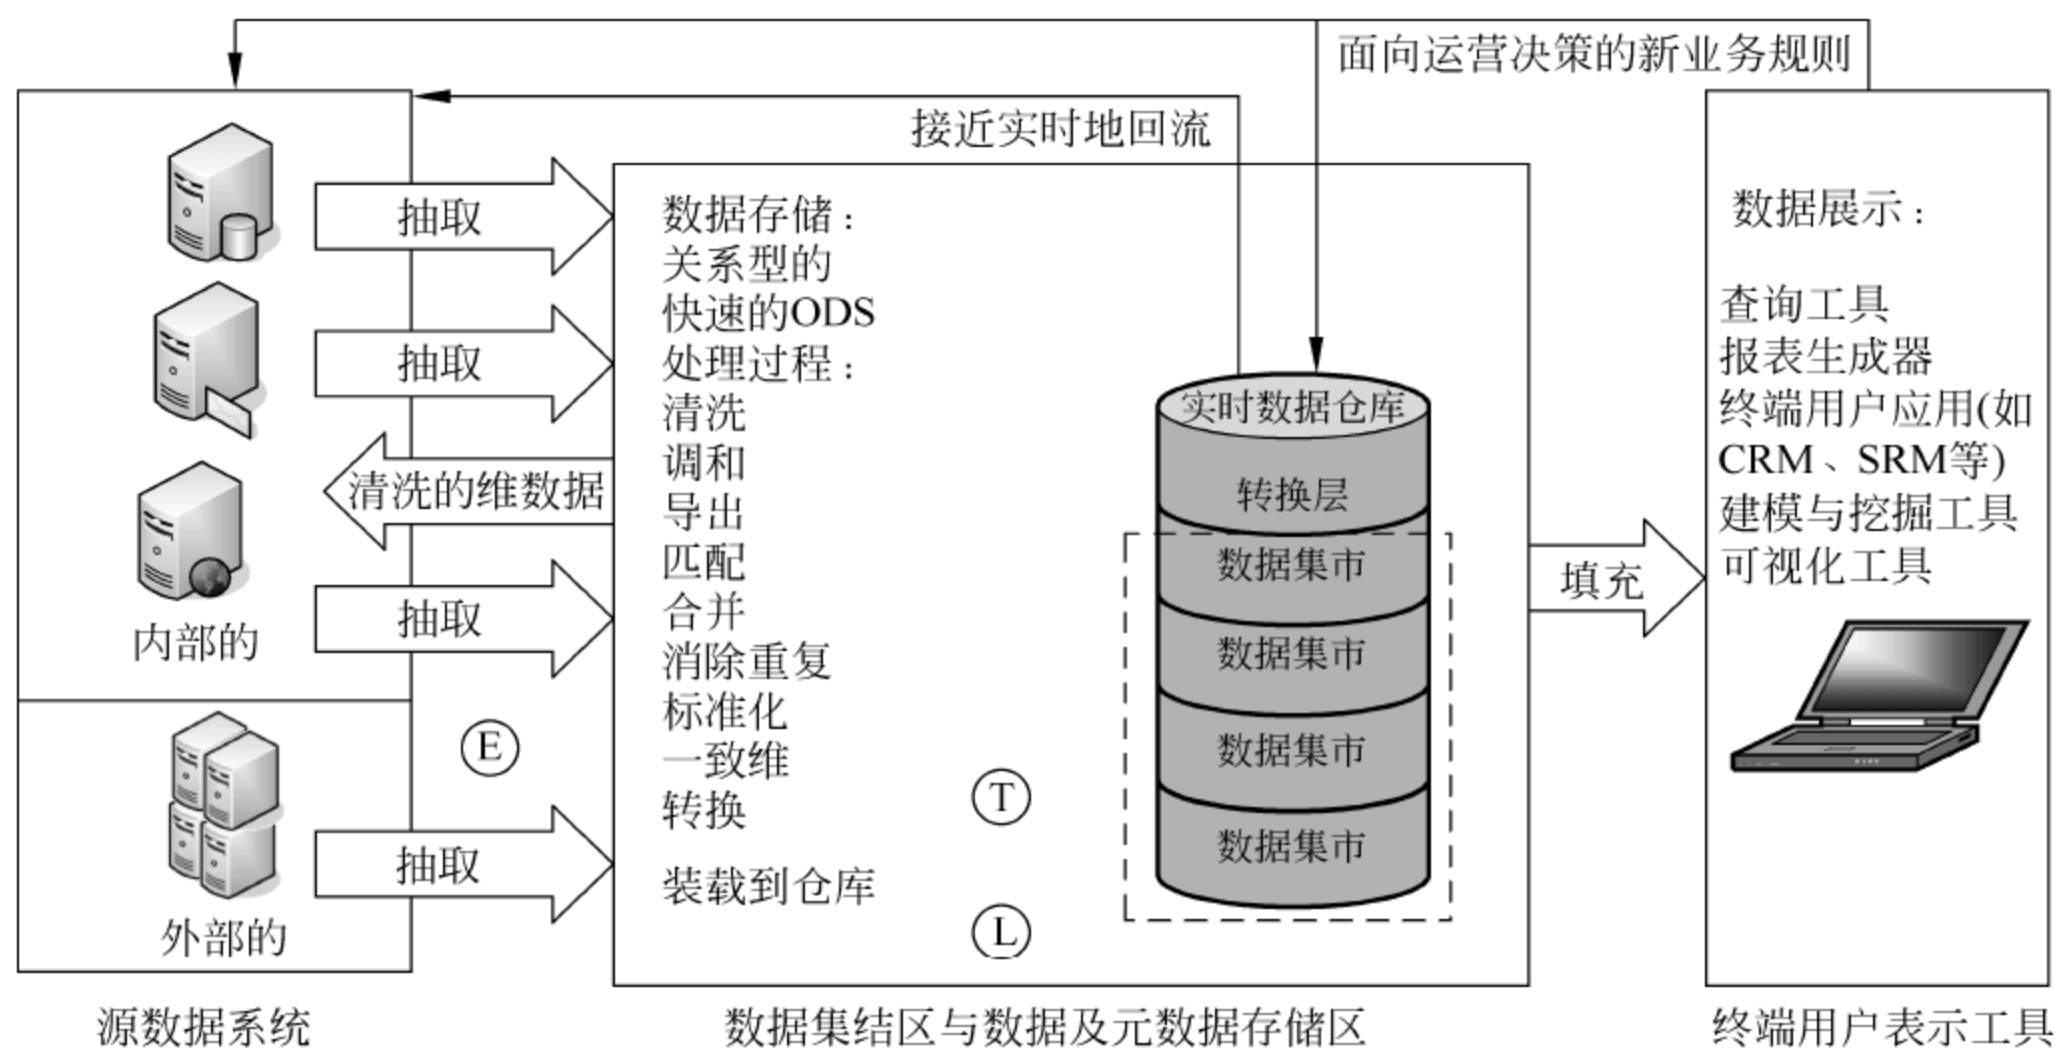 面向运营决策的新业务规则
接近实时地回流
抽取
抽取
清洗的维数据
抽取
抽取
内部的
外部的
E
数据存储：
关系型的
快速的ODS
处理过程：
清洗
调和
导出
匹配
合并
消除重复
标准化
一致维
转换
装载到仓库
T
L
实时数据仓库
转换层
数据集市
数据集市
数据集市
数据集市
填充
数据展示：
查询工具
报表生成器
终端用户应用(如
CRM、SRM等)
建模与挖掘工具
可视化工具
源数据系统
数据集结区与数据及元数据存储区
终端用户表示工具